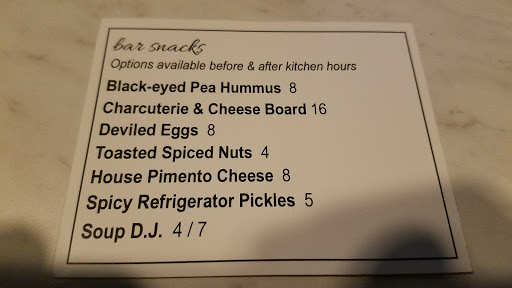 bar snacks
Options available before & after kitchen hours
Black-eyed Pea Hummus 8
Charcuterie & Cheese Board 16
Deviled Eggs 8
Toasted Spiced Nuts 4
House Pimento Cheese 8
Spicy Refrigerator Pickles 5
Soup D.J. 4 / 7